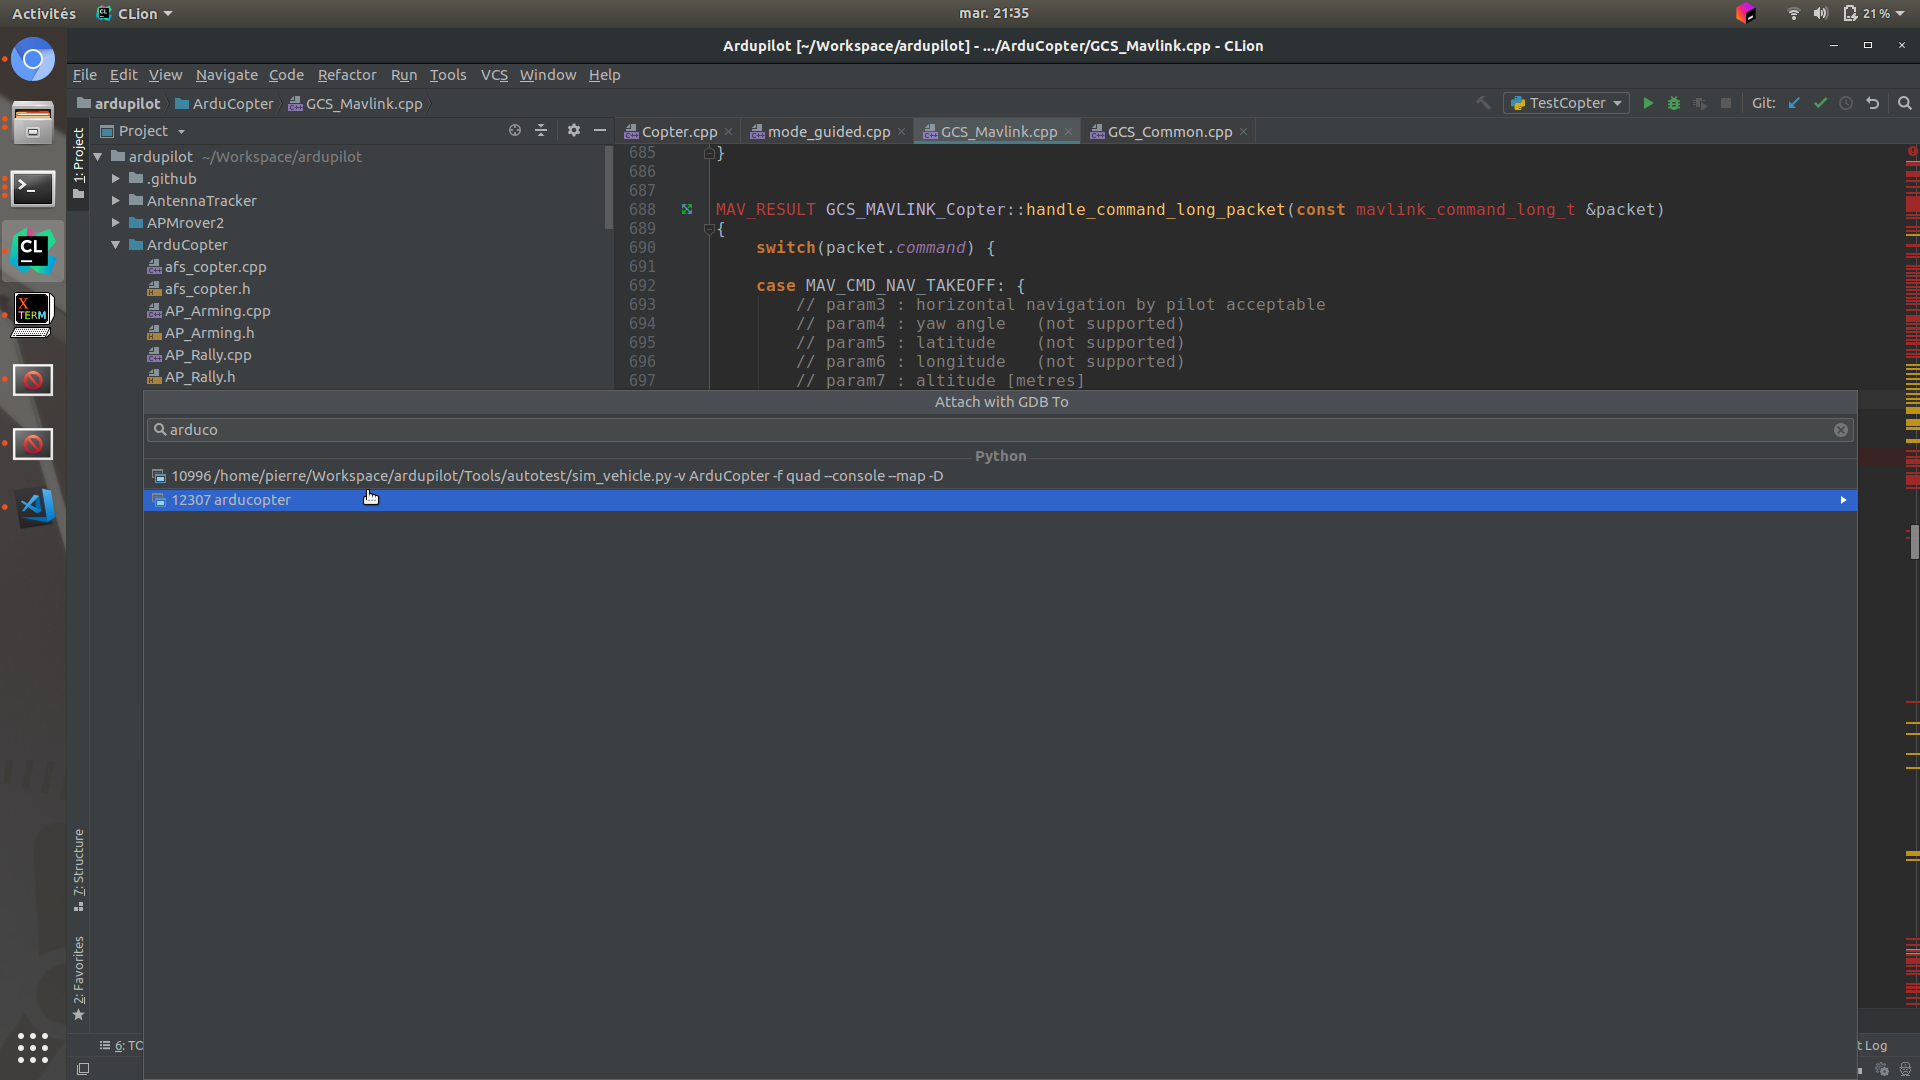 Activités CLion mar. 21:35 21 %
Ardupilot [~/Workspace/ardupilot] - .../ArduCopter/GCS_Mavlink.cpp - CLion
File Edit View Navigate Code Refactor Run Tools VCS Window Help
ardupilot ArduCopter GCS_Mavlink.cpp TestCopter Git:
Project Copter.cpp mode_guided.cpp GCS_Mavlink.cpp GCS_Common.cpp
1: Project
ardupilot ~/Workspace/ardupilot
.github
AntennaTracker
APMrover2
ArduCopter
afs_copter.cpp
afs_copter.h
AP_Arming.cpp
AP_Arming.h
AP_Rally.cpp
AP_Rally.h
685 }
686
687
688 MAV_RESULT GCS_MAVLINK_Copter::handle_command_long_packet(const mavlink_command_long_t &packet)
689 {
690 switch(packet.command) {
691
692 case MAV_CMD_NAV_TAKEOFF: {
693 // param3 : horizontal navigation by pilot acceptable
694 // param4 : yaw angle (not supported)
695 // param5 : latitude (not supported)
696 // param6 : longitude (not supported)
697 // param7 : altitude [metres]
CL
X
TERM
Attach with GDB To
arduco
Python
10996 /home/pierre/Workspace/ardupilot/Tools/autotest/sim_vehicle.py -v ArduCopter -f quad --console --map -D
12307 arducopter
7: Structure
2: Favorites
6: TO
t Log